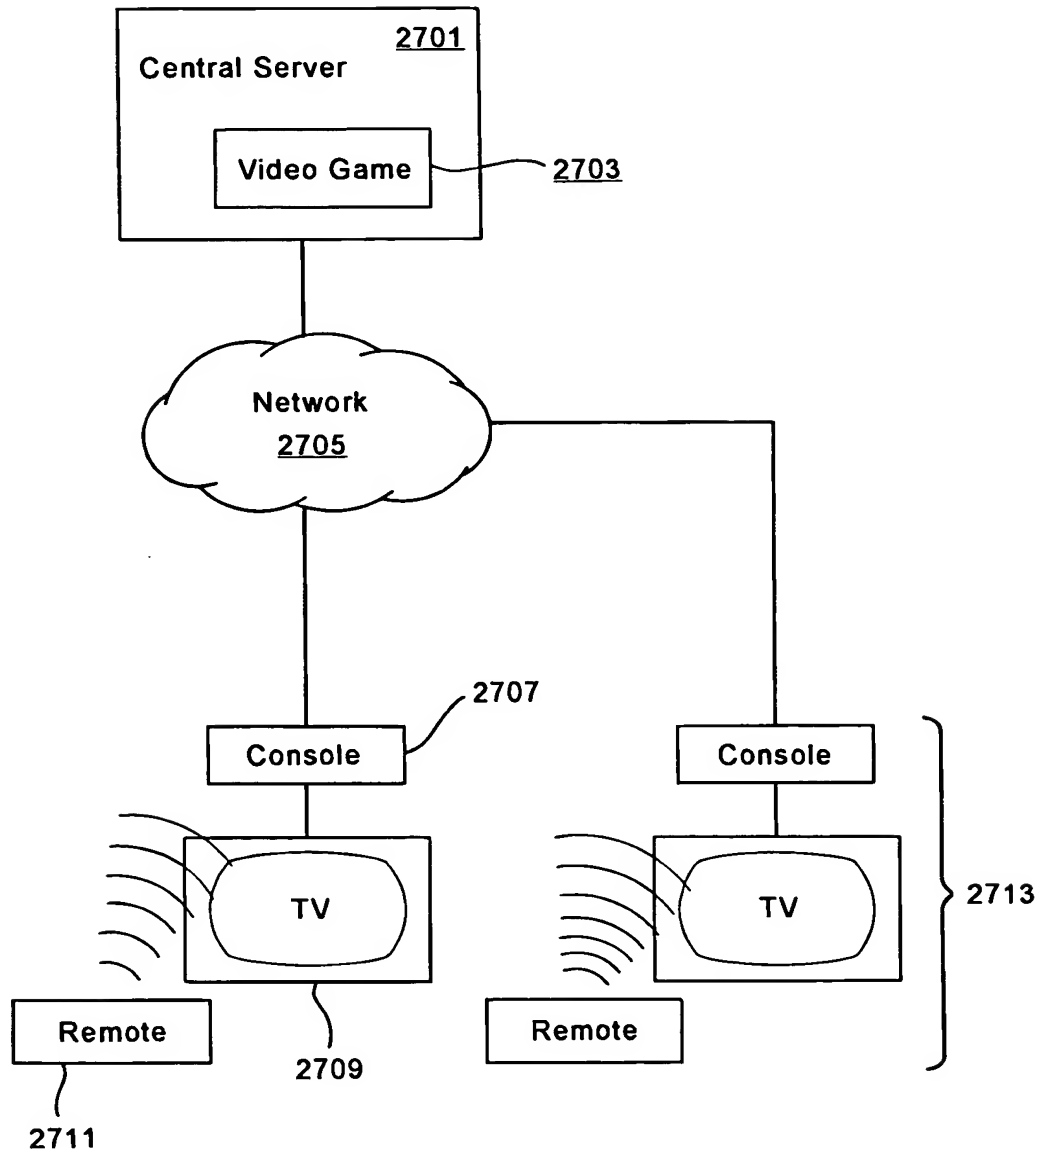 2701
Central Server
Video Game
2703
Network
2705
2707
Console
Console
TV
TV
2713
Remote
Remote
2709
2711